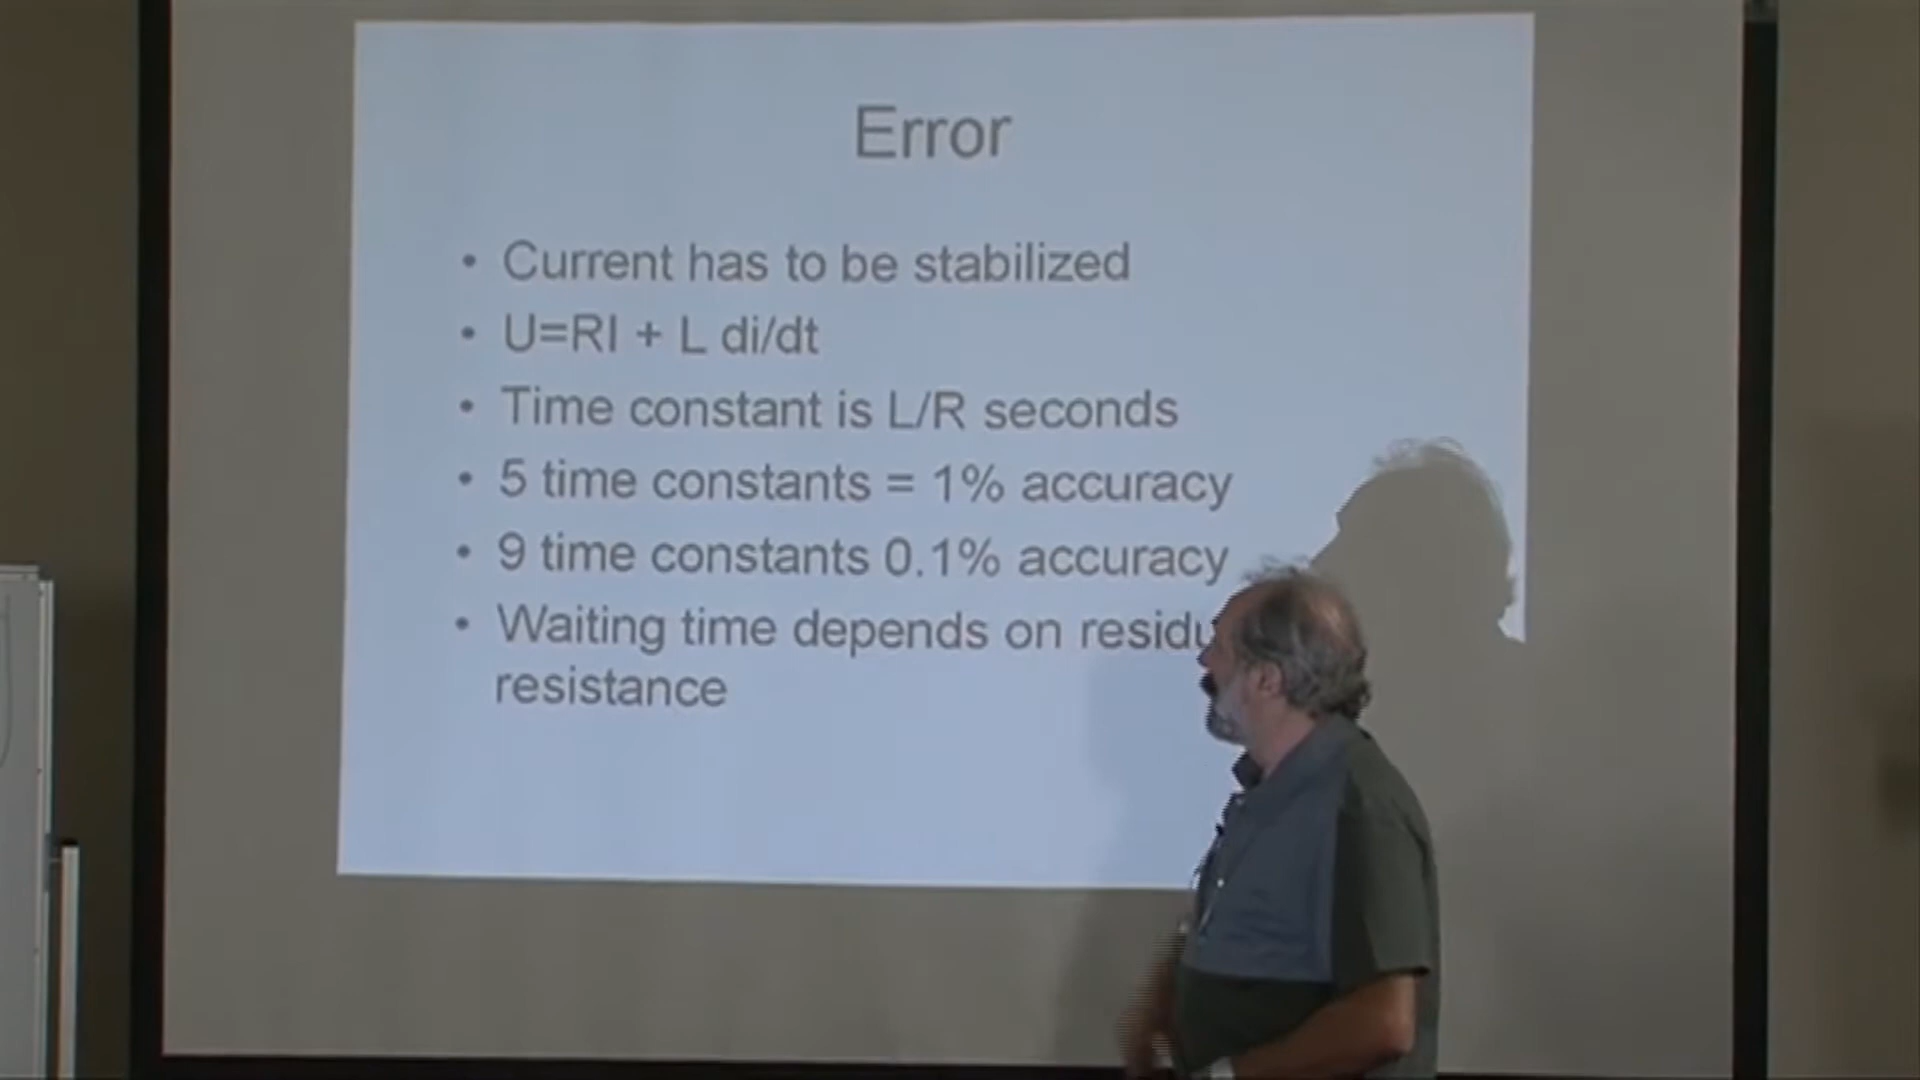 Error
• Current has to be stabilized
• U=RI + L di/dt
• Time constant is L/R seconds
• 5 time constants = 1% accuracy
• 9 time constants 0.1% accuracy
• Waiting time depends on
resistance